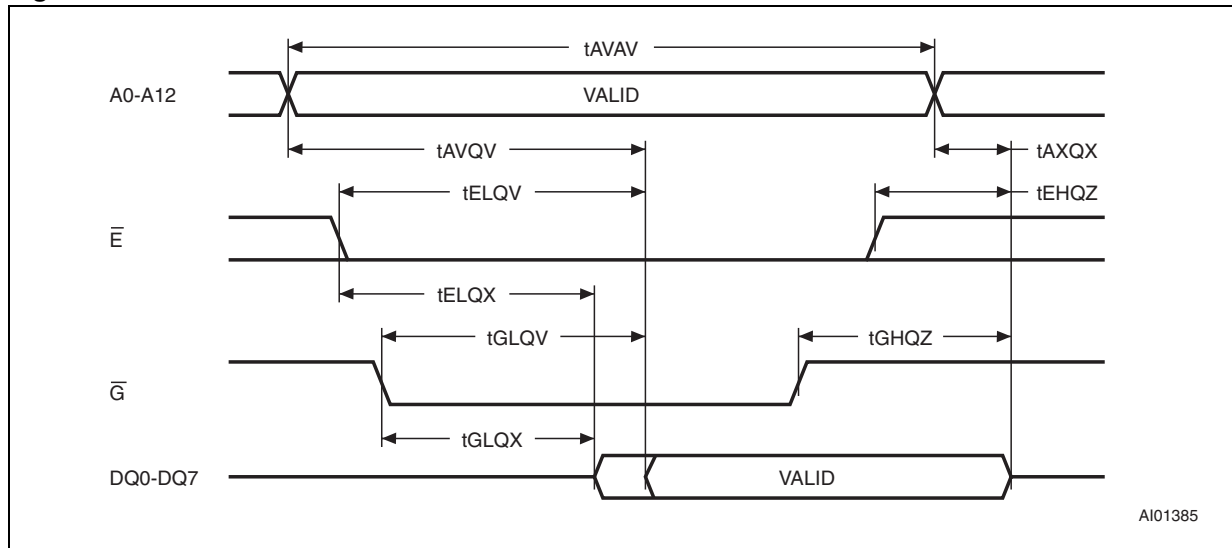 tAVAV
A0-A12
VALID
tAVQV
tAXQX
tELQV
tEHQZ
E̅
tELQX
tGLQV
tGHQZ
G̅
tGLQX
DQ0-DQ7
VALID
AI01385